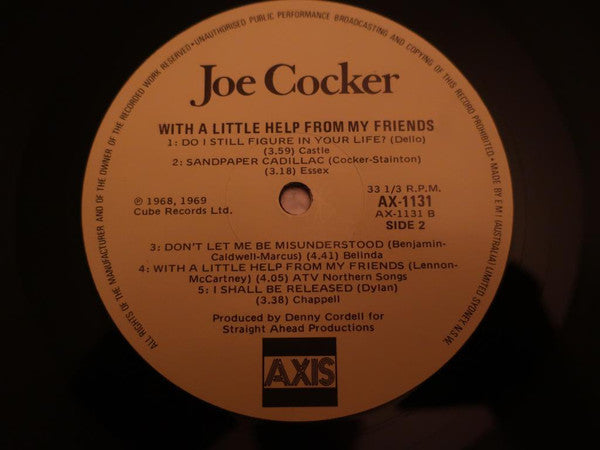 ALL RIGHTS OF THE MANUFACTURER AND OF THE OWNER OF THE RECORDED WORK RESERVED•UNAUTHORISED PUBLIC PERFORMANCE BROADCASTING AND COPYING OF THIS RECORD PROHIBITED•MADE BY E M I (AUSTRALIA) LIMITED SYDNEY N.S.W.
Joe Cocker
WITH A LITTLE HELP FROM MY FRIENDS
1: DO I STILL FIGURE IN YOUR LIFE? (Dello)
(3.59) Castle
2: SANDPAPER CADILLAC (Cocker-Stainton)
(3.18) Essex
℗ 1968, 1969
Cube Records Ltd.
33 1/3 R.P.M.
AX-1131
AX-1131 B
SIDE 2
3: DON'T LET ME BE MISUNDERSTOOD (Benjamin-
Caldwell-Marcus) (4.41) Belinda
4: WITH A LITTLE HELP FROM MY FRIENDS (Lennon-
McCartney) (4.05) ATV Northern Songs
5: I SHALL BE RELEASED (Dylan)
(3.38) Chappell
Produced by Denny Cordell for
Straight Ahead Productions
AXIS